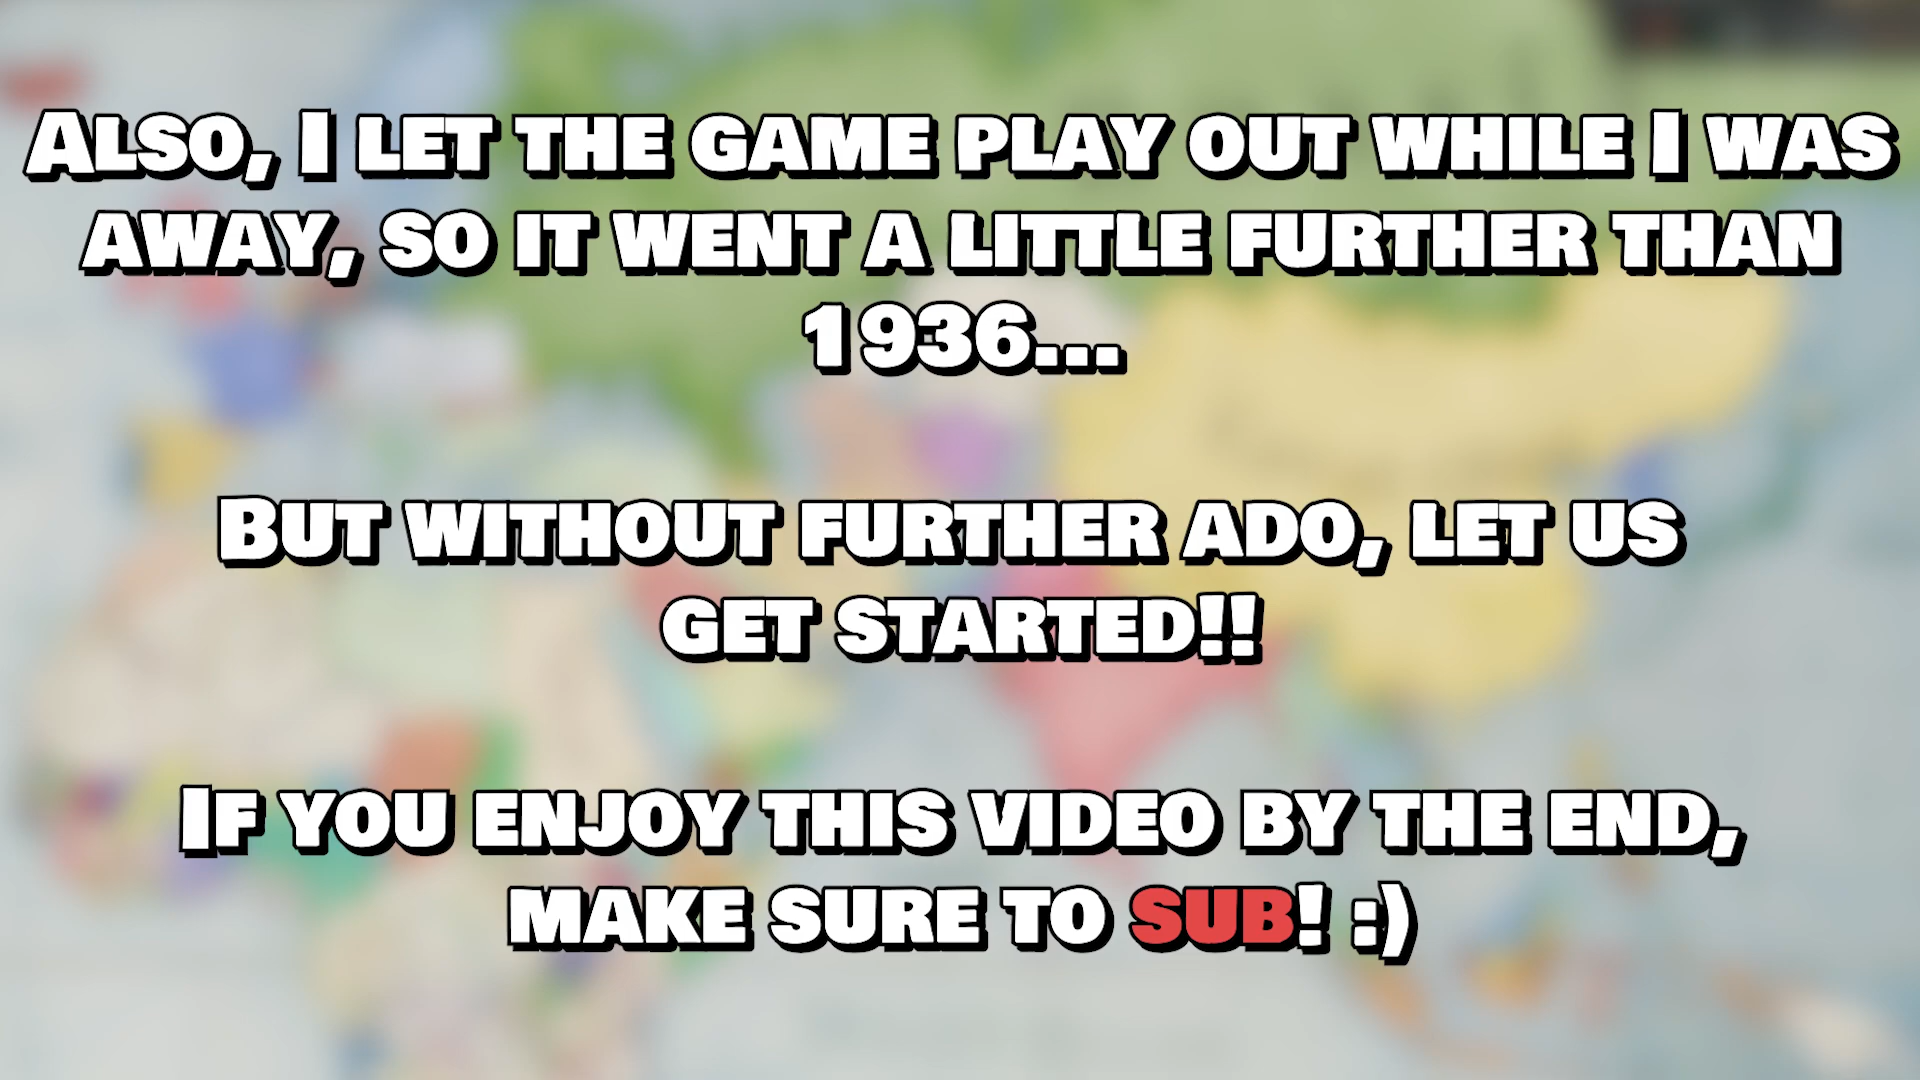 Also, I let the game play out while I was
away, so it went a little further than
1936...
But without further ado, let us
get started!!
If you enjoy this video by the end,
make sure to sub! :)